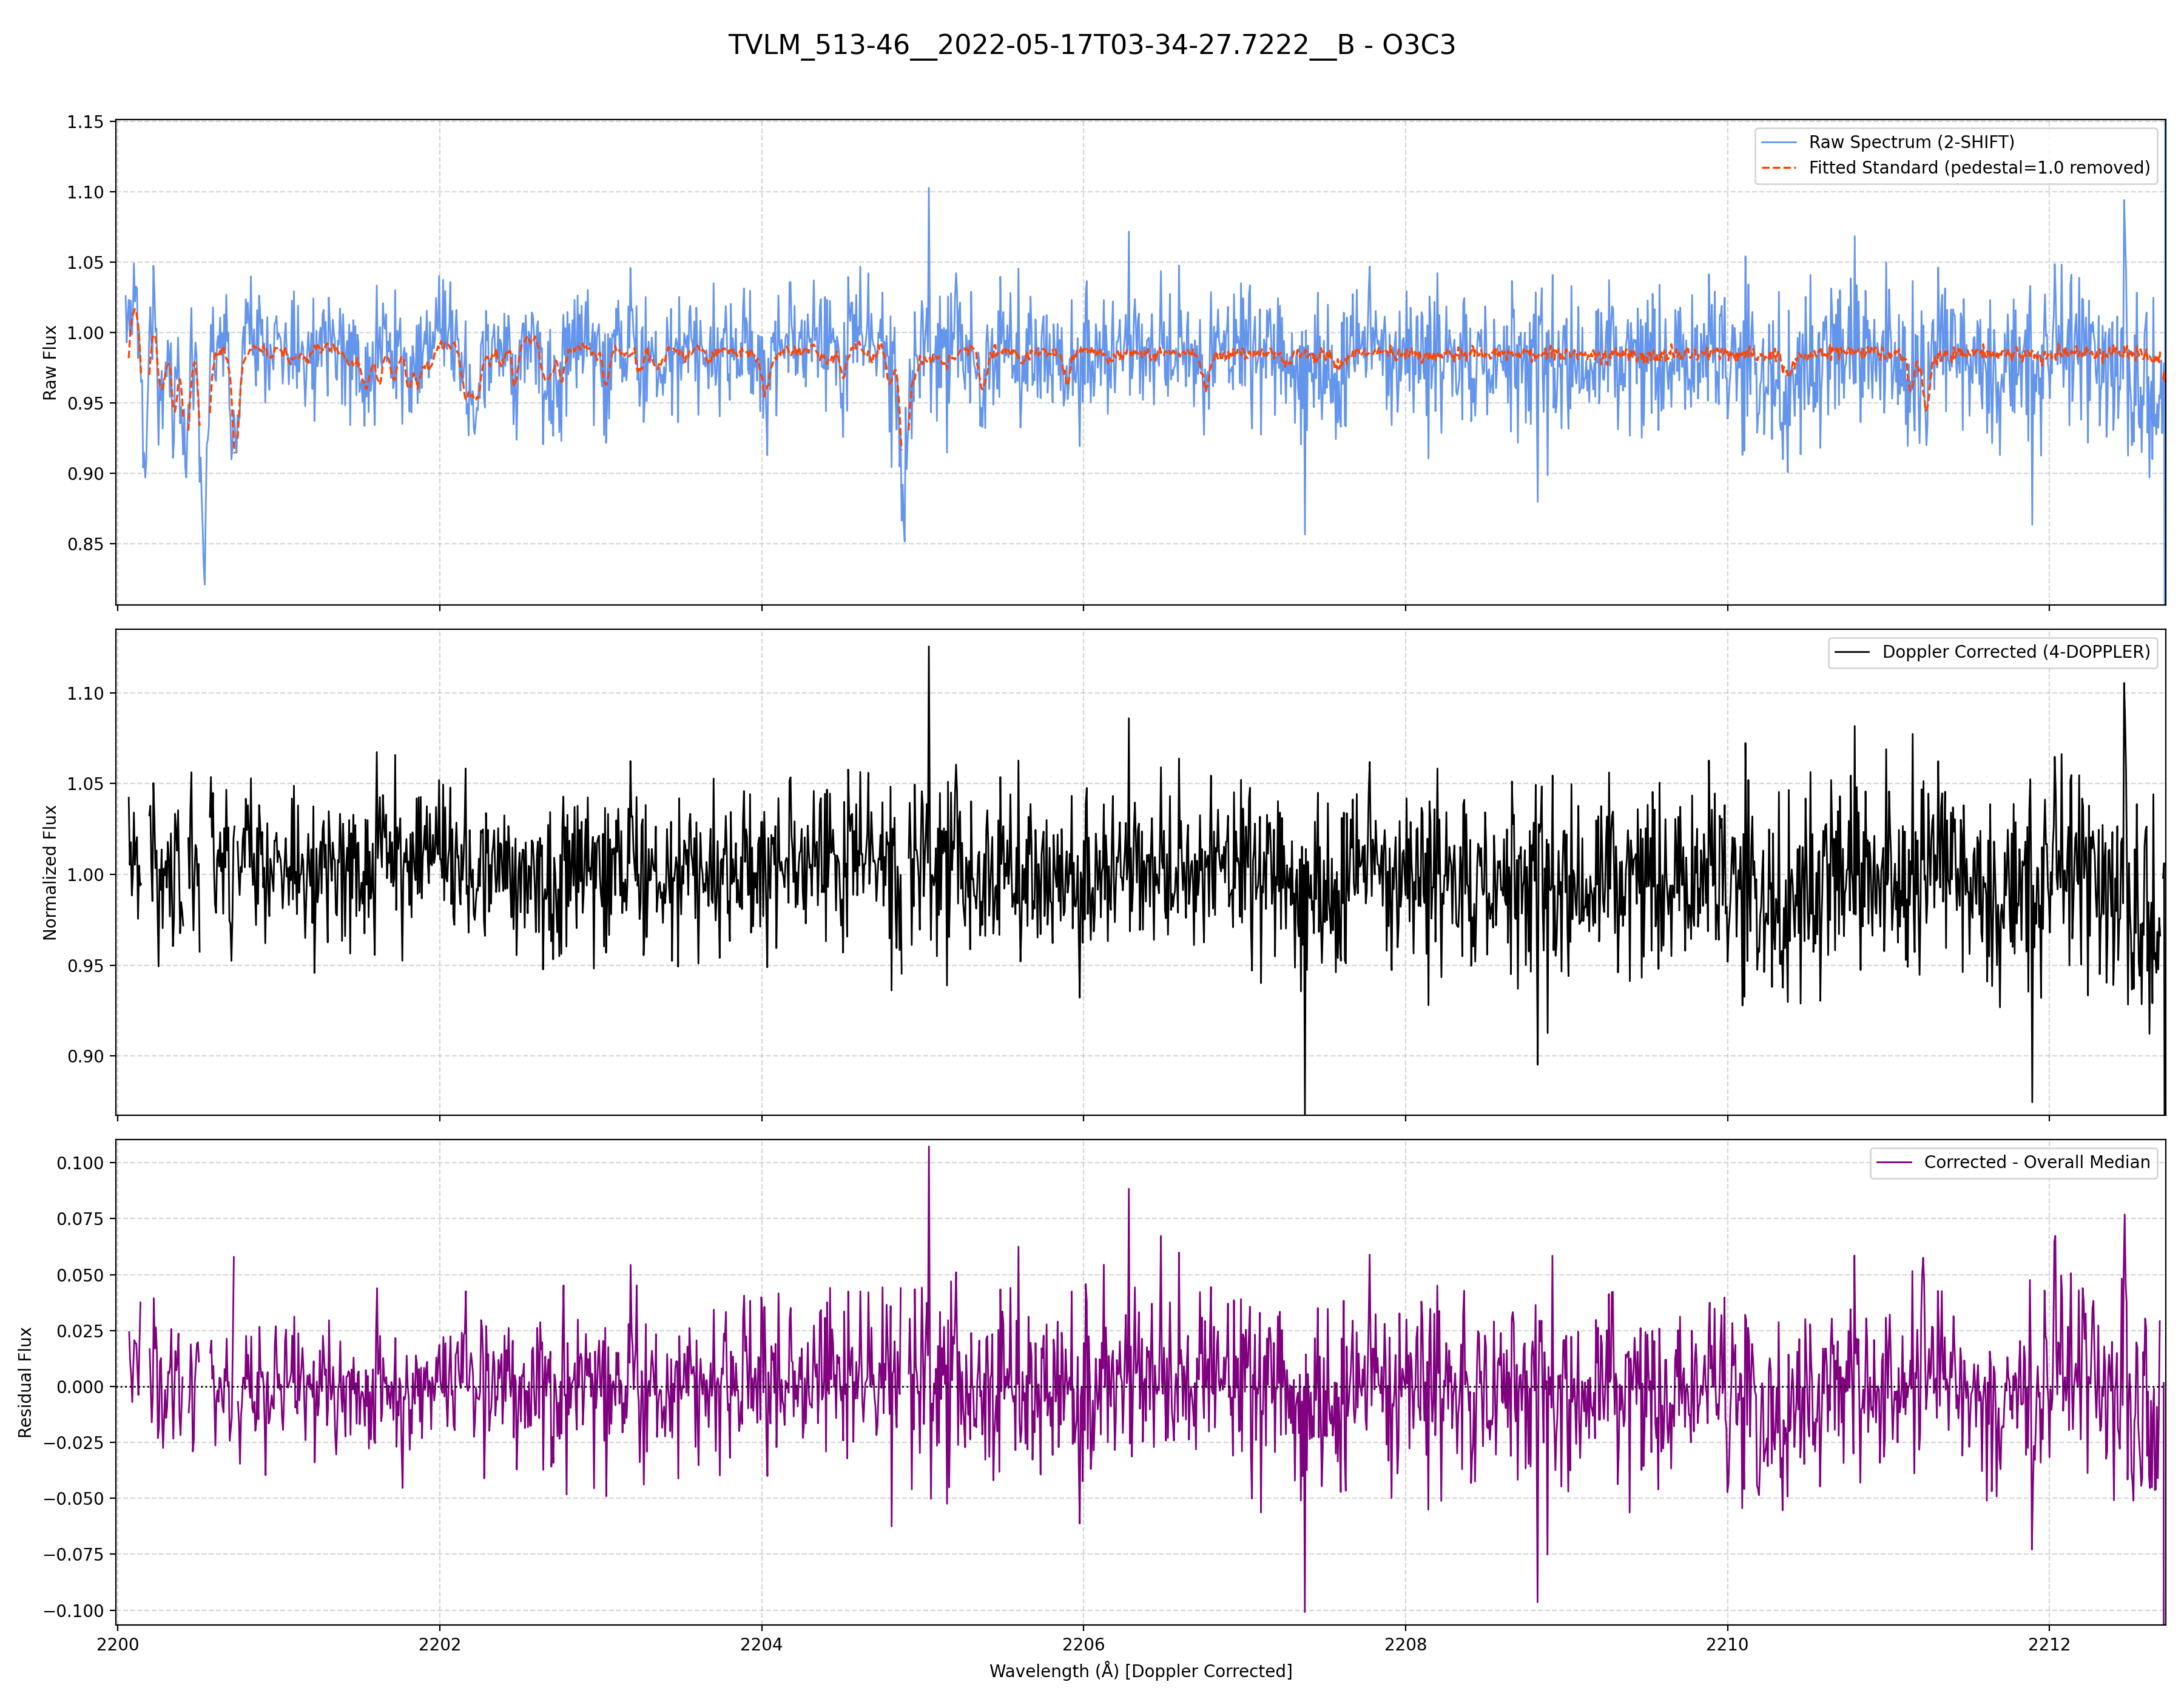 TVLM_513-46__2022-05-17T03-34-27.7222__B - O3C3
1.15
1.10
1.05
1.00
0.95
0.90
0.85
Raw Flux
Raw Spectrum (2-SHIFT)
Fitted Standard (pedestal=1.0 removed)
1.10
1.05
1.00
0.95
0.90
Normalized Flux
Doppler Corrected (4-DOPPLER)
0.100
0.075
0.050
0.025
0.000
−0.025
−0.050
−0.075
−0.100
Residual Flux
Corrected - Overall Median
2200 2202 2204 2206 2208 2210 2212
Wavelength (Å) [Doppler Corrected]